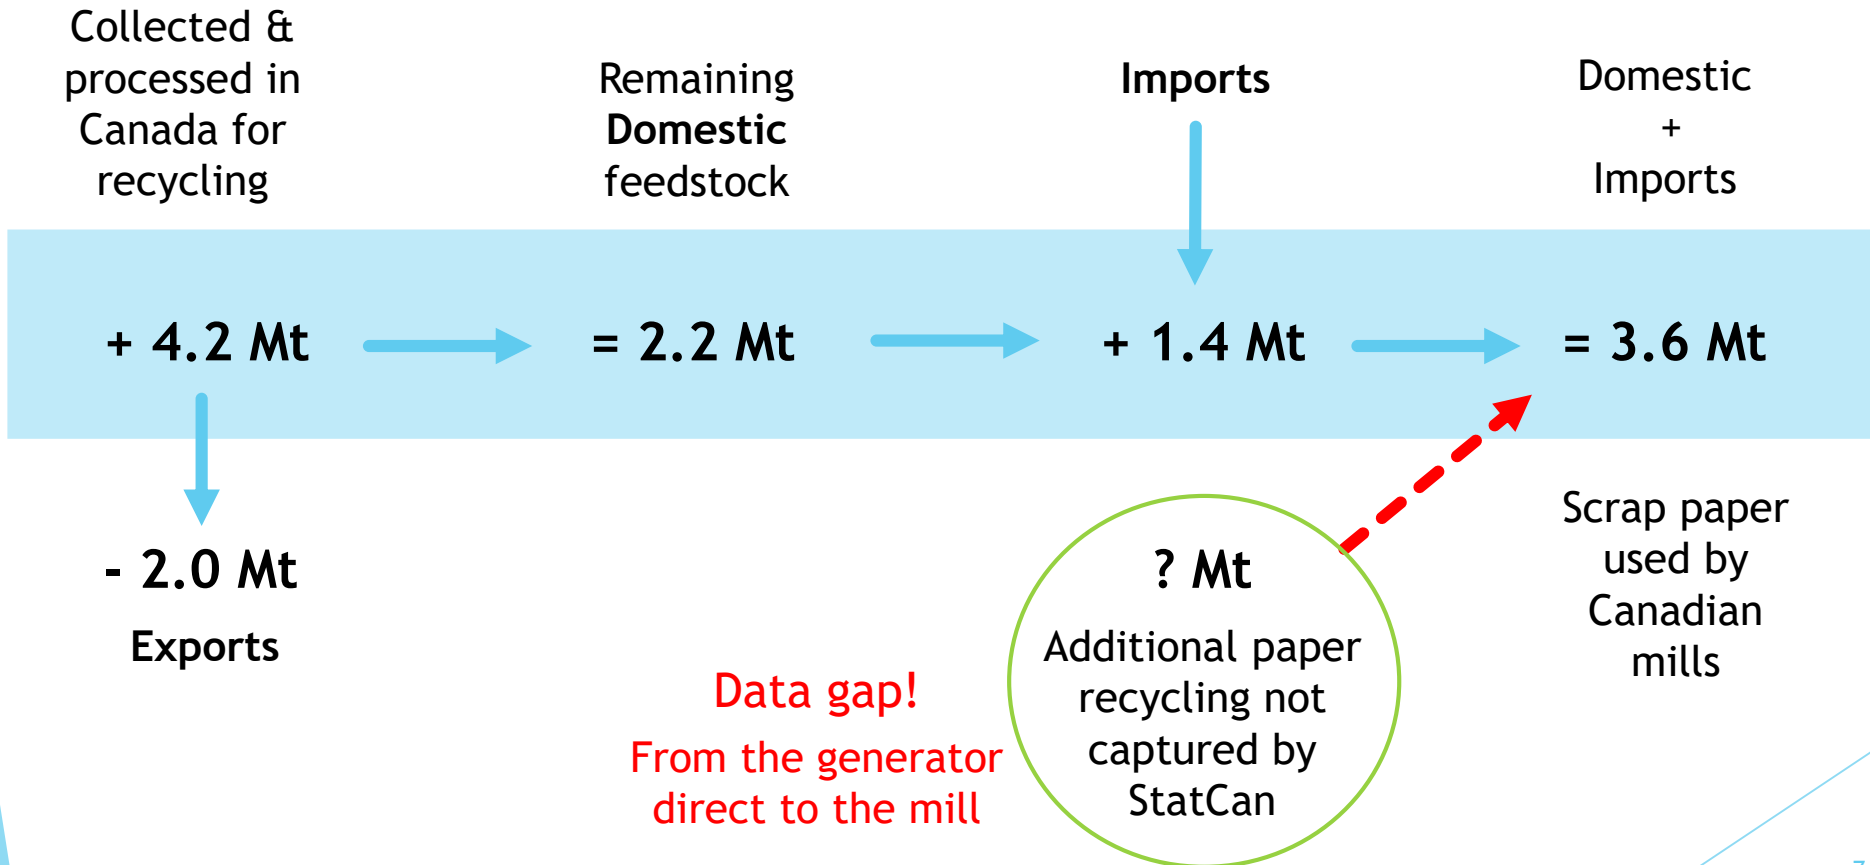 Collected &
processed in
Canada for
recycling
Remaining
Domestic
feedstock
Imports
Domestic
+
Imports
+ 4.2 Mt
= 2.2 Mt
+ 1.4 Mt
= 3.6 Mt
- 2.0 Mt
Exports
Data gap!
From the generator
direct to the mill
? Mt
Additional paper
recycling not
captured by
StatCan
Scrap paper
used by
Canadian
mills